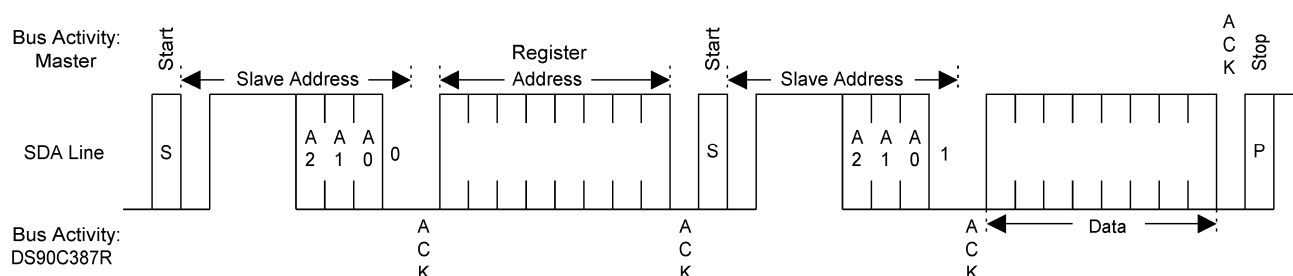 Bus Activity:
Master
Start
Slave Address
Register
Address
Start
Slave Address
A
C
K
Stop
SDA Line
S
A
2
A
1
A
0
0
S
A
2
A
1
A
0
1
P
Bus Activity:
DS90C387R
A
C
K
A
C
K
A
C
K
Data